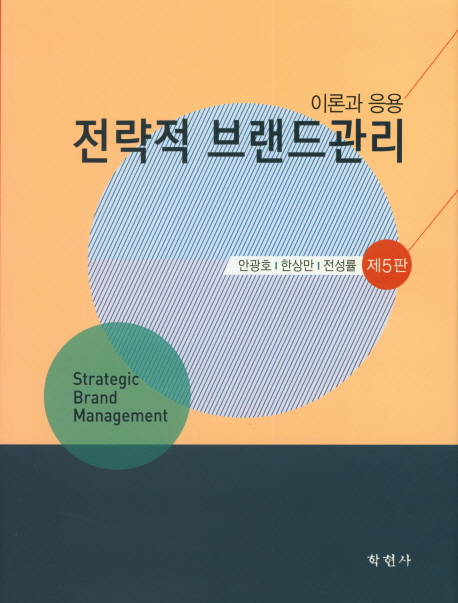 이론과 응용
전략적 브랜드관리
안광호 | 한상만 | 전성률 제5판
Strategic
Brand
Management
학현사